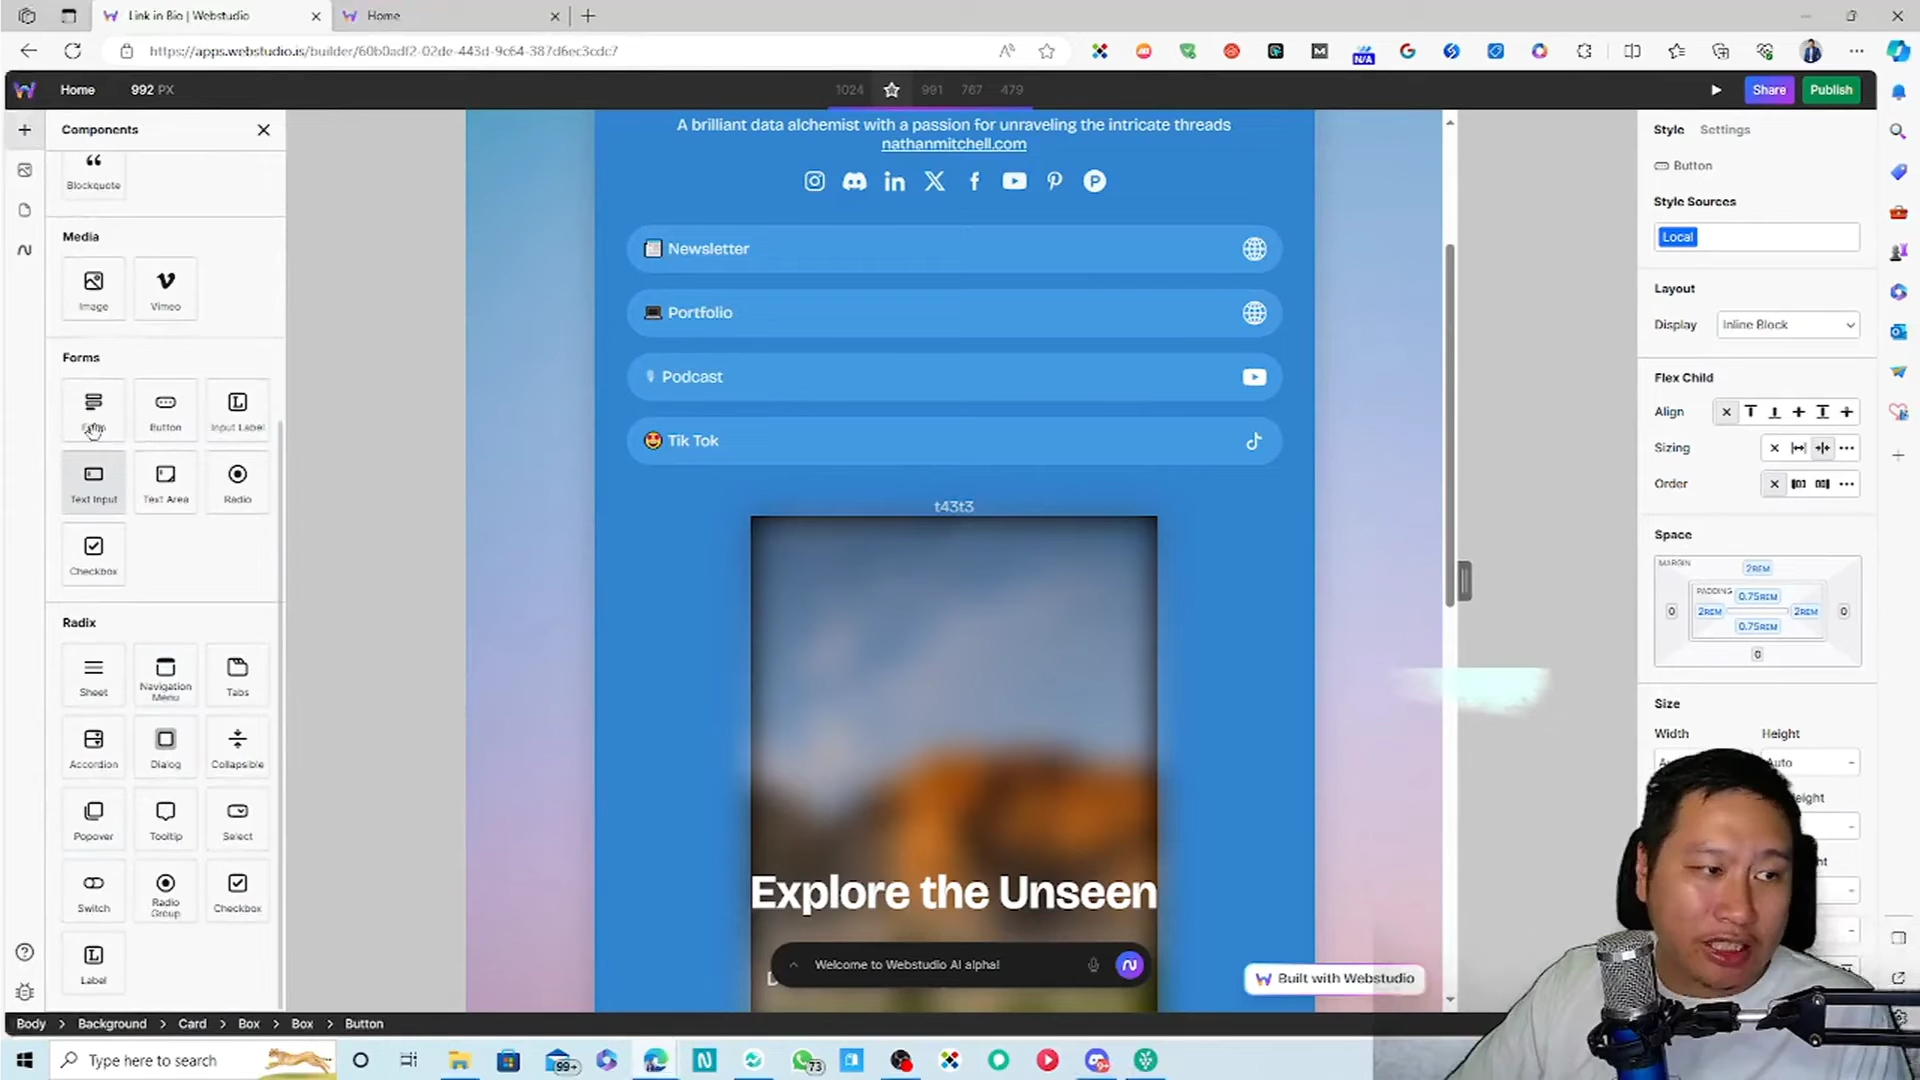 Link in Bio | Webstudio
Home
https://apps.webstudio.is/builder/60b0adf2-02de-443d-9c64-387d6ec3cdc7
N/A
Home
992 PX
1024
991
767
479
Share
Publish
Components
Blockquote
Media
Image
Vimeo
Forms
Button
Input Label
Text Input
Text Area
Radio
Checkbox
Radix
Sheet
Navigation Menu
Tabs
Accordion
Dialog
Collapsible
Popover
Tooltip
Select
Switch
Radio Group
Checkbox
Label
A brilliant data alchemist with a passion for unraveling the intricate threads
nathanmitchell.com
Newsletter
Portfolio
Podcast
Tik Tok
t43t3
Explore the Unseen
Welcome to Webstudio AI alpha!
Built with Webstudio
Style
Settings
Button
Style Sources
Local
Layout
Display
Inline Block
Flex Child
Align
Sizing
Order
Space
MARGIN
2REM
PADDING
0.75REM
0
2REM
2REM
0
0.75REM
0
Size
Width
Height
Auto
Body > Background > Card > Box > Box > Button
Type here to search
99+
73